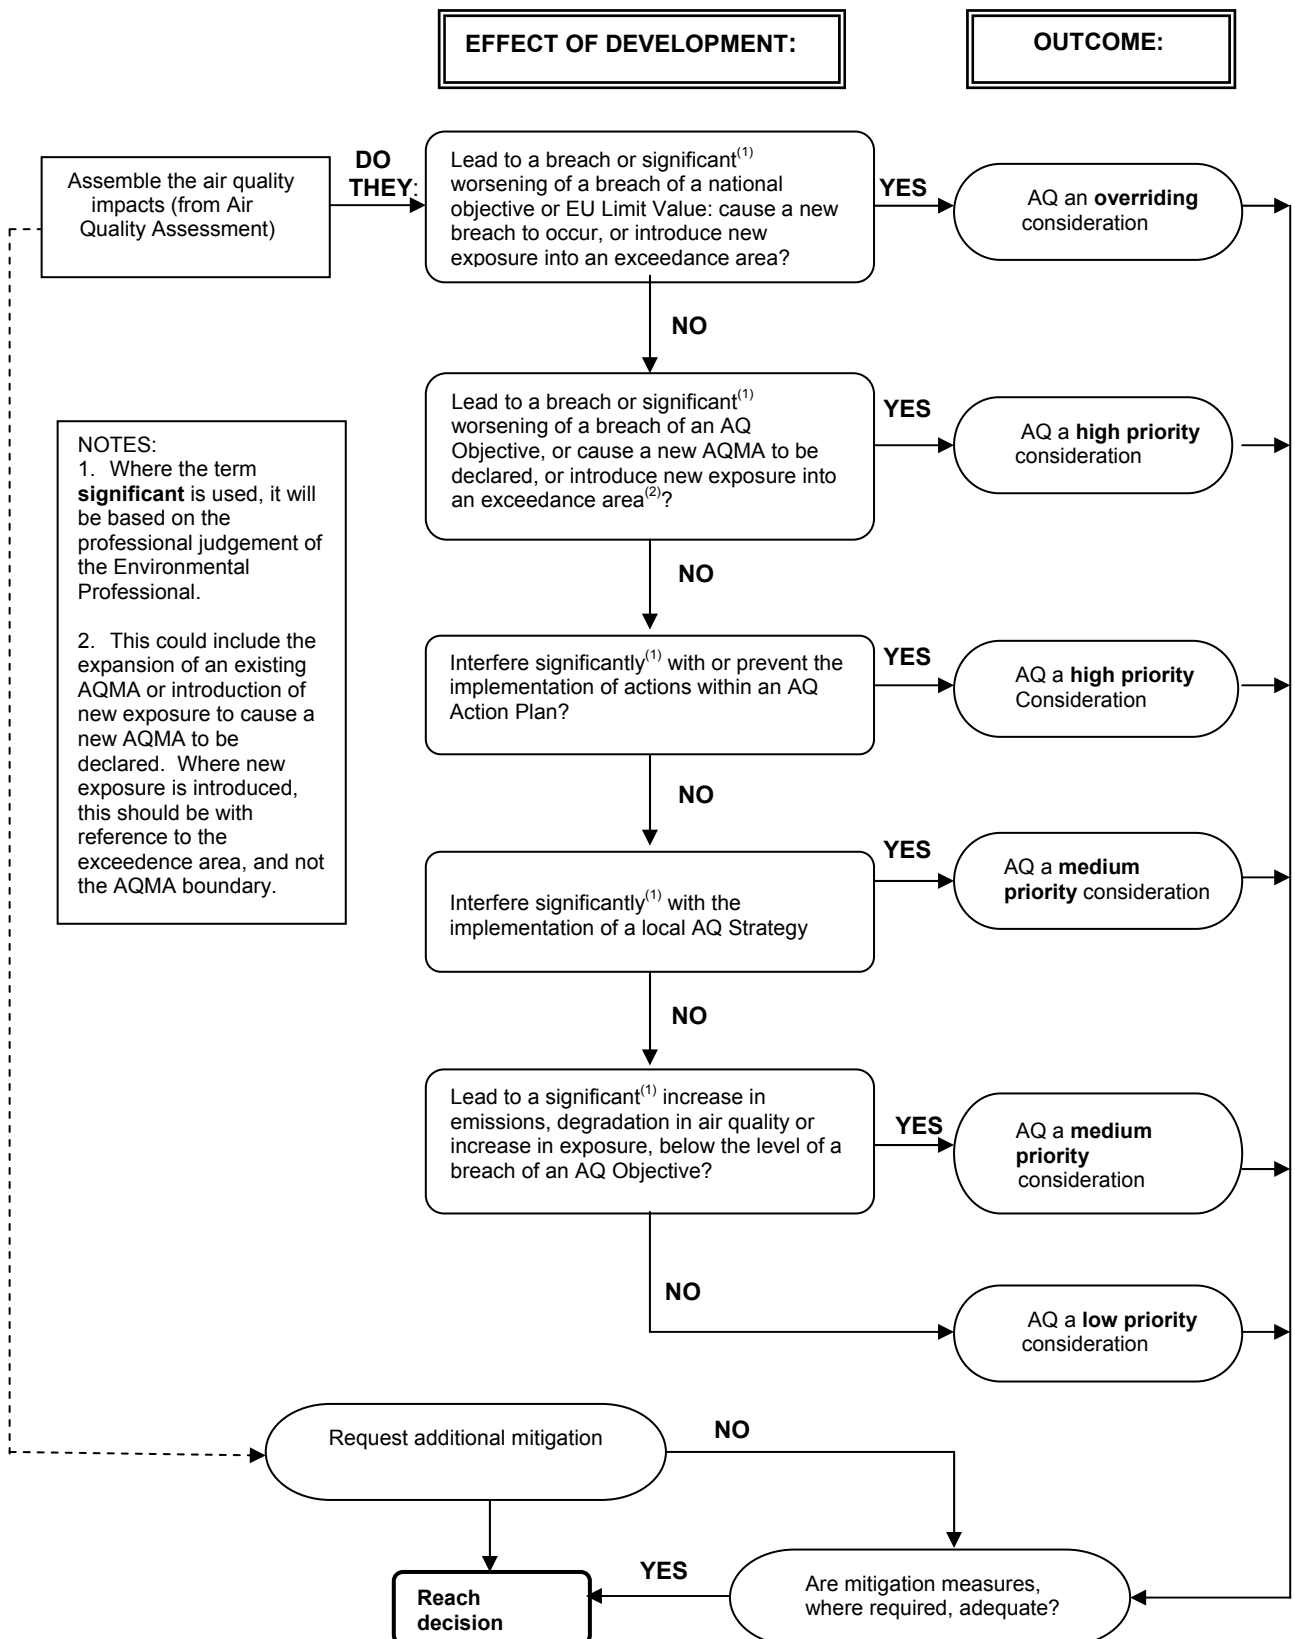 EFFECT OF DEVELOPMENT:
OUTCOME:
Assemble the air quality
impacts (from Air
Quality Assessment)
DO
THEY:
Lead to a breach or significant(1)
worsening of a breach of a national
objective or EU Limit Value: cause a new
breach to occur, or introduce new
exposure into an exceedance area?
YES
AQ an overriding
consideration
NO
Lead to a breach or significant(1)
worsening of a breach of an AQ
Objective, or cause a new AQMA to be
declared, or introduce new exposure into
an exceedance area(2)?
YES
AQ a high priority
consideration
NOTES:
1. Where the term
significant is used, it will
be based on the
professional judgement of
the Environmental
Professional.
2. This could include the
expansion of an existing
AQMA or introduction of
new exposure to cause a
new AQMA to be
declared. Where new
exposure is introduced,
this should be with
reference to the
exceedence area, and not
the AQMA boundary.
NO
Interfere significantly(1) with or prevent the
implementation of actions within an AQ
Action Plan?
YES
AQ a high priority
Consideration
NO
Interfere significantly(1) with the
implementation of a local AQ Strategy
YES
AQ a medium
priority consideration
NO
Lead to a significant(1) increase in
emissions, degradation in air quality or
increase in exposure, below the level of a
breach of an AQ Objective?
YES
AQ a medium
priority
consideration
NO
AQ a low priority
consideration
Request additional mitigation
NO
Reach
decision
YES
Are mitigation measures,
where required, adequate?